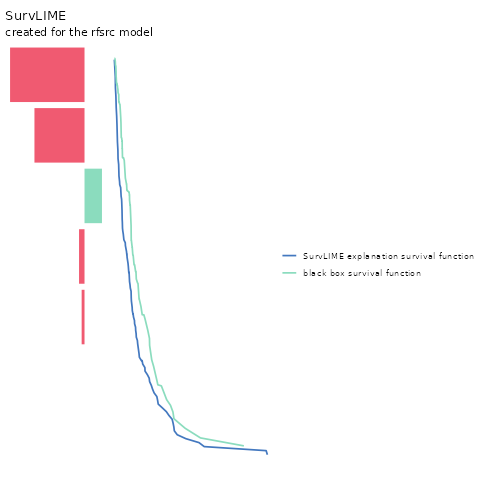 SurvLIME
created for the rfsrc model
SurvLIME explanation survival function
black box survival function